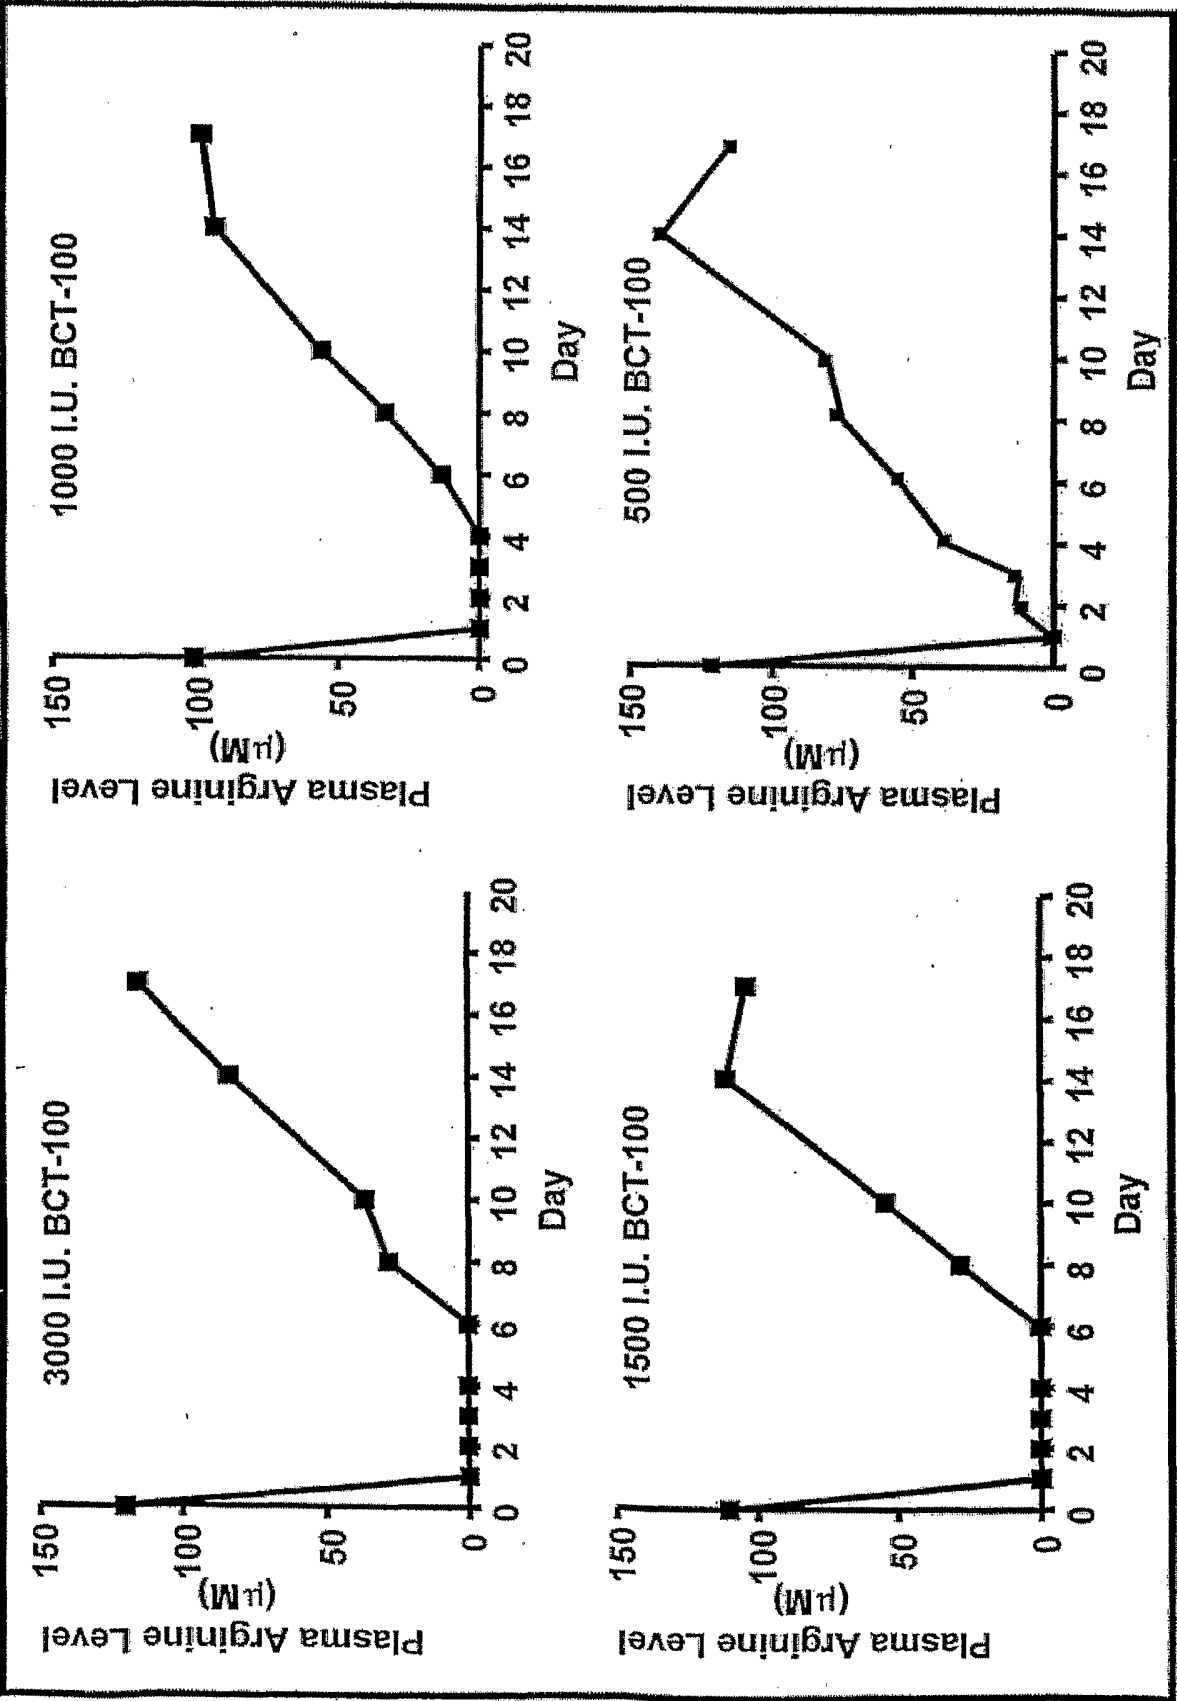 3000 I.U. BCT-100
Plasma Arginine Level
(μM)
150
100
50
0
0 2 4 6 8 10 12 14 16 18 20
Day
1000 I.U. BCT-100
Plasma Arginine Level
(μM)
150
100
50
0
0 2 4 6 8 10 12 14 16 18 20
Day
1500 I.U. BCT-100
Plasma Arginine Level
(μM)
150
100
50
0
0 2 4 6 8 10 12 14 16 18 20
Day
500 I.U. BCT-100
Plasma Arginine Level
(μM)
150
100
50
0
0 2 4 6 8 10 12 14 16 18 20
Day